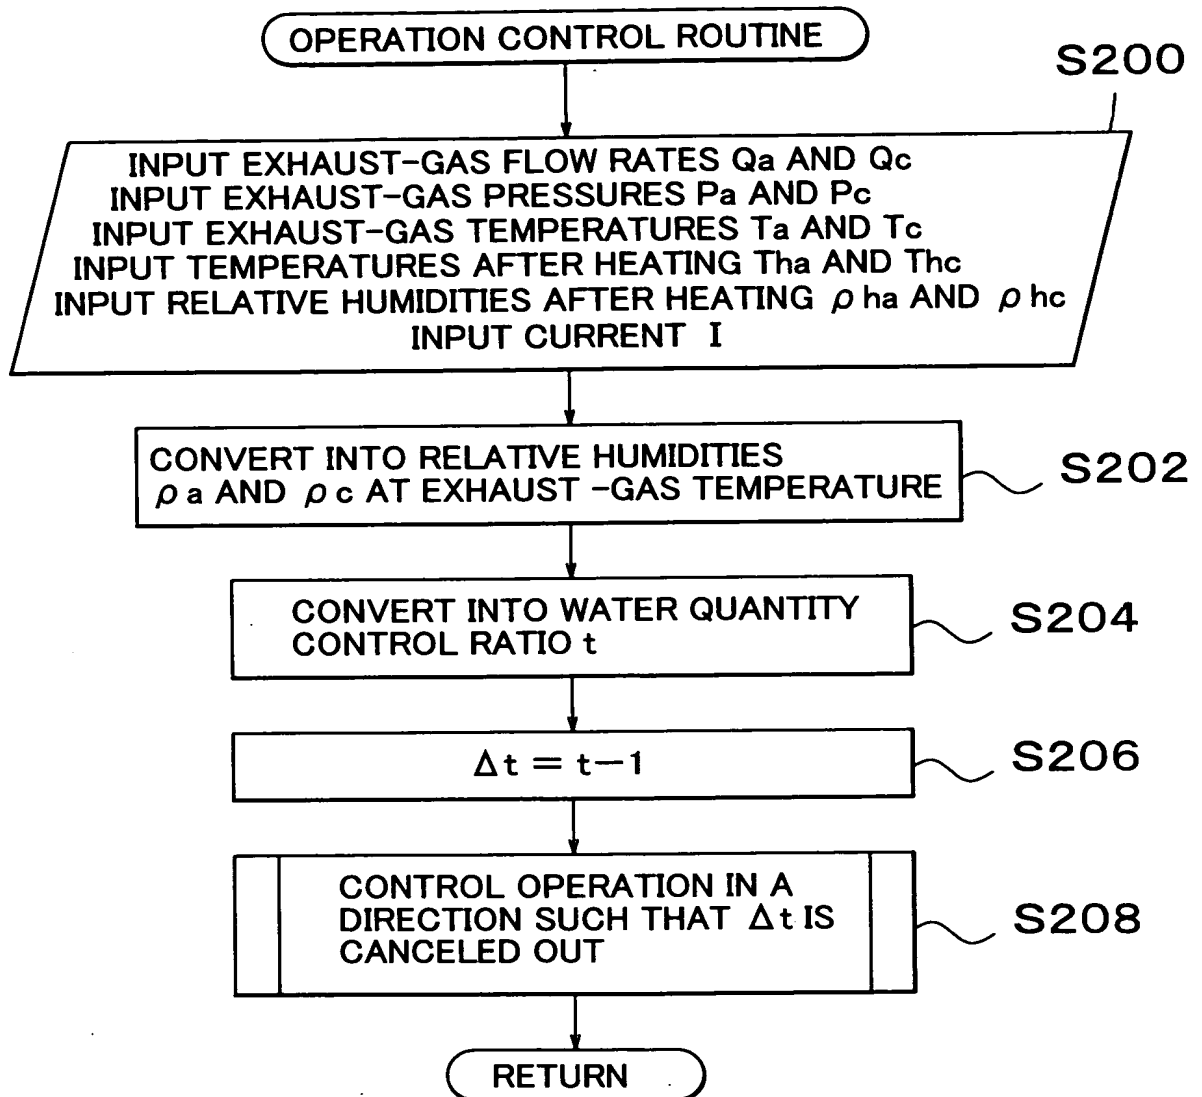 OPERATION CONTROL ROUTINE
S200
INPUT EXHAUST-GAS FLOW RATES Qa AND Qc
INPUT EXHAUST-GAS PRESSURES Pa AND Pc
INPUT EXHAUST-GAS TEMPERATURES Ta AND Tc
INPUT TEMPERATURES AFTER HEATING Tha AND Thc
INPUT RELATIVE HUMIDITIES AFTER HEATING ρha AND ρhc
INPUT CURRENT I
CONVERT INTO RELATIVE HUMIDITIES
ρa AND ρc AT EXHAUST -GAS TEMPERATURE
S202
CONVERT INTO WATER QUANTITY
CONTROL RATIO t
S204
Δt = t-1
S206
CONTROL OPERATION IN A
DIRECTION SUCH THAT Δt IS
CANCELED OUT
S208
RETURN